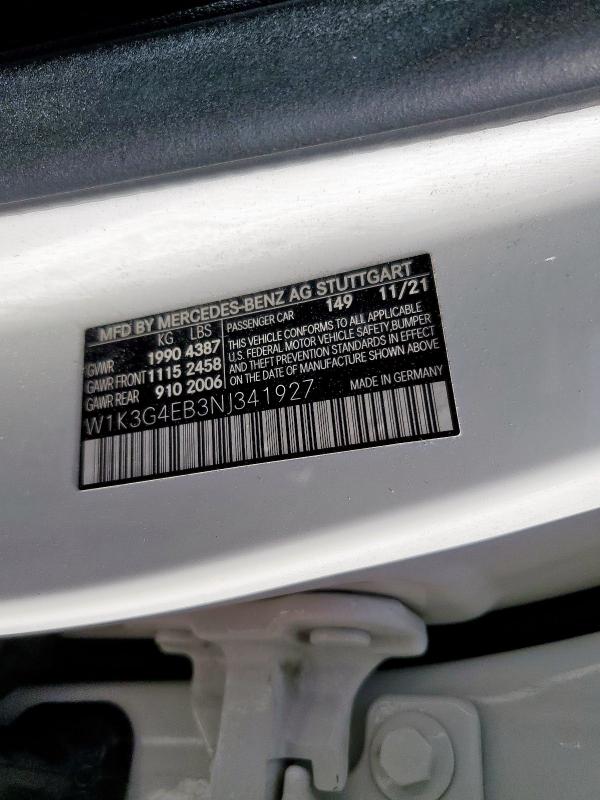 MFD BY MERCEDES-BENZ AG STUTTGART
KG LBS
GVWR 1990 4387
GAWR FRONT 1115 2458
GAWR REAR 910 2006
PASSENGER CAR 149 11/21
THIS VEHICLE CONFORMS TO ALL APPLICABLE
U.S. FEDERAL MOTOR VEHICLE SAFETY, BUMPER
AND THEFT PREVENTION STANDARDS IN EFFECT
ON THE DATE OF MANUFACTURE SHOWN ABOVE
W1K3G4EB3NJ341927
MADE IN GERMANY